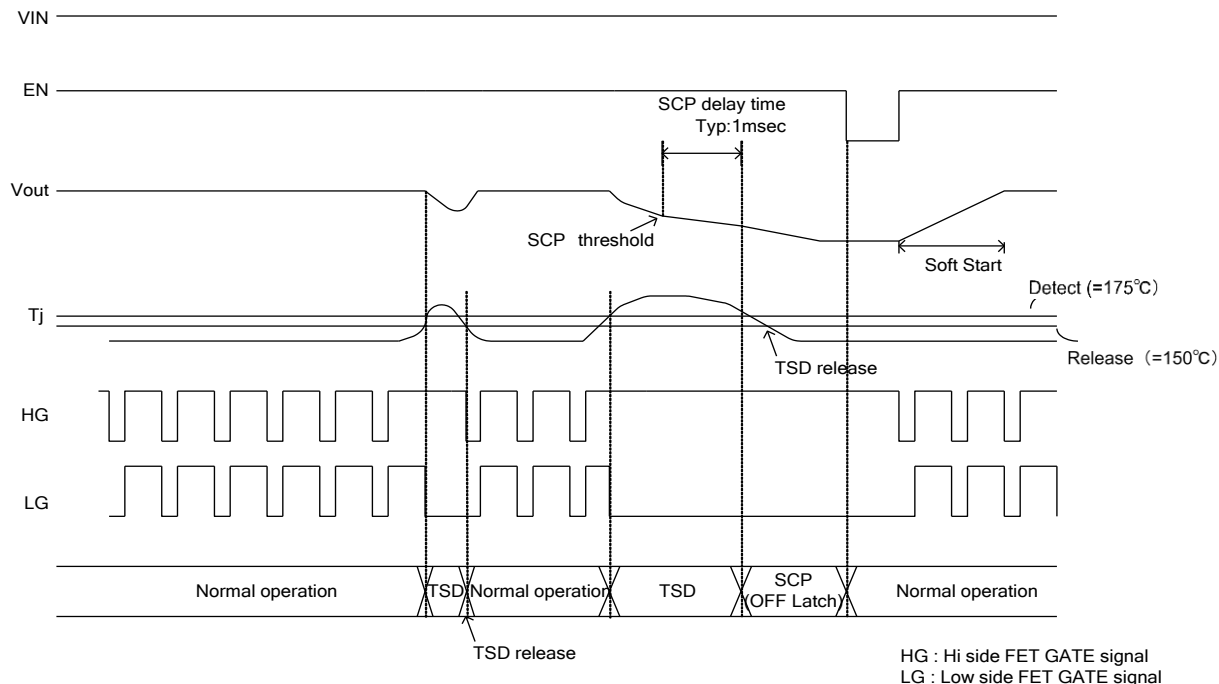 VIN
EN
SCP delay time
Typ:1msec
Vout
SCP threshold
Soft Start
Detect (=175℃)
Tj
TSD release
Release （=150℃）
HG
LG
Normal operation
TSD
Normal operation
TSD
SCP
(OFF Latch)
Normal operation
TSD release
HG : Hi side FET GATE signal
LG : Low side FET GATE signal